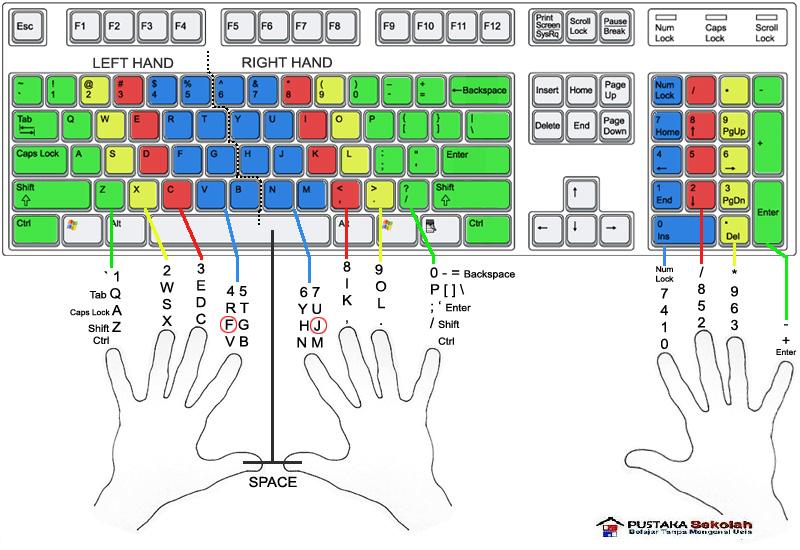 Esc F1 F2 F3 F4 F5 F6 F7 F8 F9 F10 F11 F12 Print Screen SysRq Scroll Lock Pause Break Num Lock Caps Lock Scroll Lock
LEFT HAND RIGHT HAND
~ ` ! 1 @ 2 # 3 $ 4 % 5 ^ 6 & 7 * 8 ( 9 ) 0 _ - + = ←Backspace Insert Home Page Up Num Lock / * -
Tab Q W E R T Y U I O P { [ } ] | \ Delete End Page Down 7 Home 8 ↑ 9 PgUp +
Caps Lock A S D F G H J K L : ; " ' Enter 4 ← 5 6 →
Shift ⇧ Z X C V B N M < , > . ? / Shift ⇧ ↑ 1 End 2 ↓ 3 PgDn Enter
Ctrl Alt Alt Ctrl ← ↓ → 0 Ins • Del
` 1 2 3 4 5 6 7 8 9 0 - = Backspace Num Lock / *
Tab Q W E R T Y U I O P [ ] \ 7 8 9
Caps Lock A S D F G H J K L ; ' Enter 4 5 6
Shift Z X C V B N M , . / Shift 1 2 3 -
Ctrl Ctrl 0 +
Enter
SPACE
PUSTAKA Sekolah
Belajar Tanpa Mengenal Usia